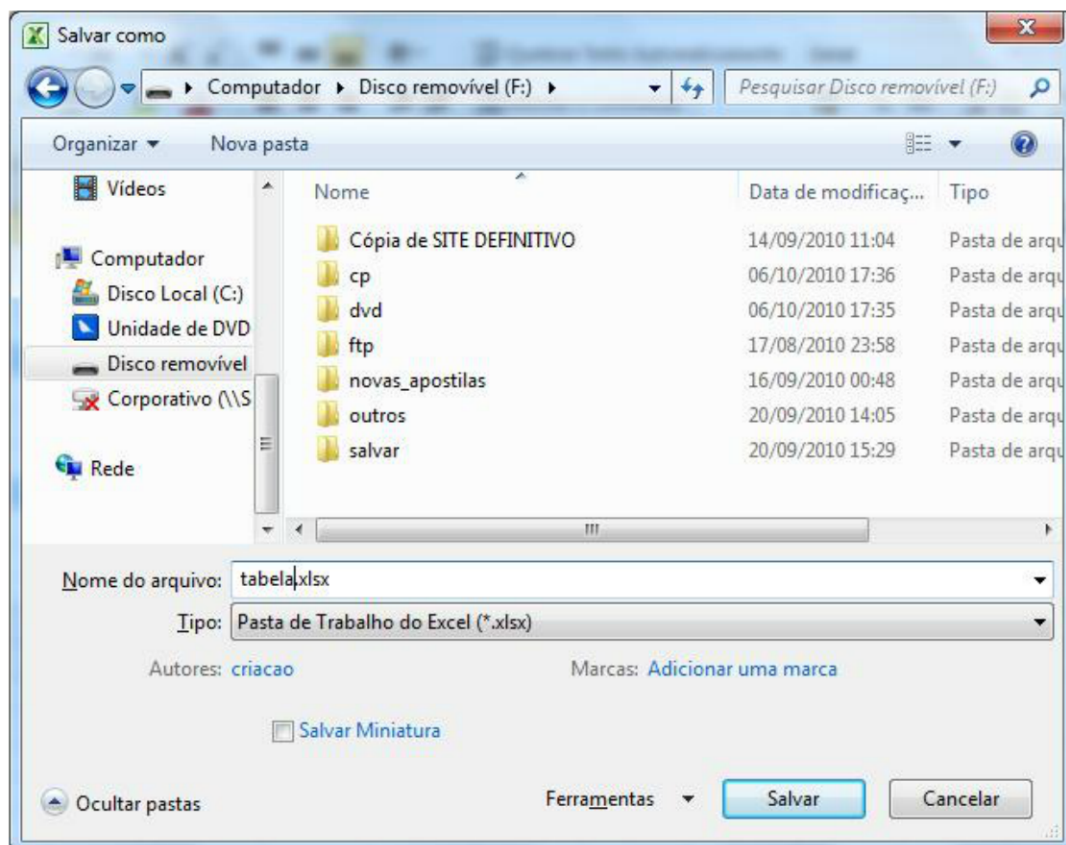 Salvar como
Computador Disco removível (F:) Pesquisar Disco removível (F:)
Organizar Nova pasta
Vídeos
Computador
Disco Local (C:)
Unidade de DVD
Disco removível
Corporativo (\\S
Rede
Nome Data de modificaç... Tipo
Cópia de SITE DEFINITIVO 14/09/2010 11:04 Pasta de arqu
cp 06/10/2010 17:36 Pasta de arqu
dvd 06/10/2010 17:35 Pasta de arqu
ftp 17/08/2010 23:58 Pasta de arqu
novas_apostilas 16/09/2010 00:48 Pasta de arqu
outros 20/09/2010 14:05 Pasta de arqu
salvar 20/09/2010 15:29 Pasta de arqu
Nome do arquivo: tabela.xlsx
Tipo: Pasta de Trabalho do Excel (*.xlsx)
Autores: criacao Marcas: Adicionar uma marca
Salvar Miniatura
Ocultar pastas Ferramentas Salvar Cancelar